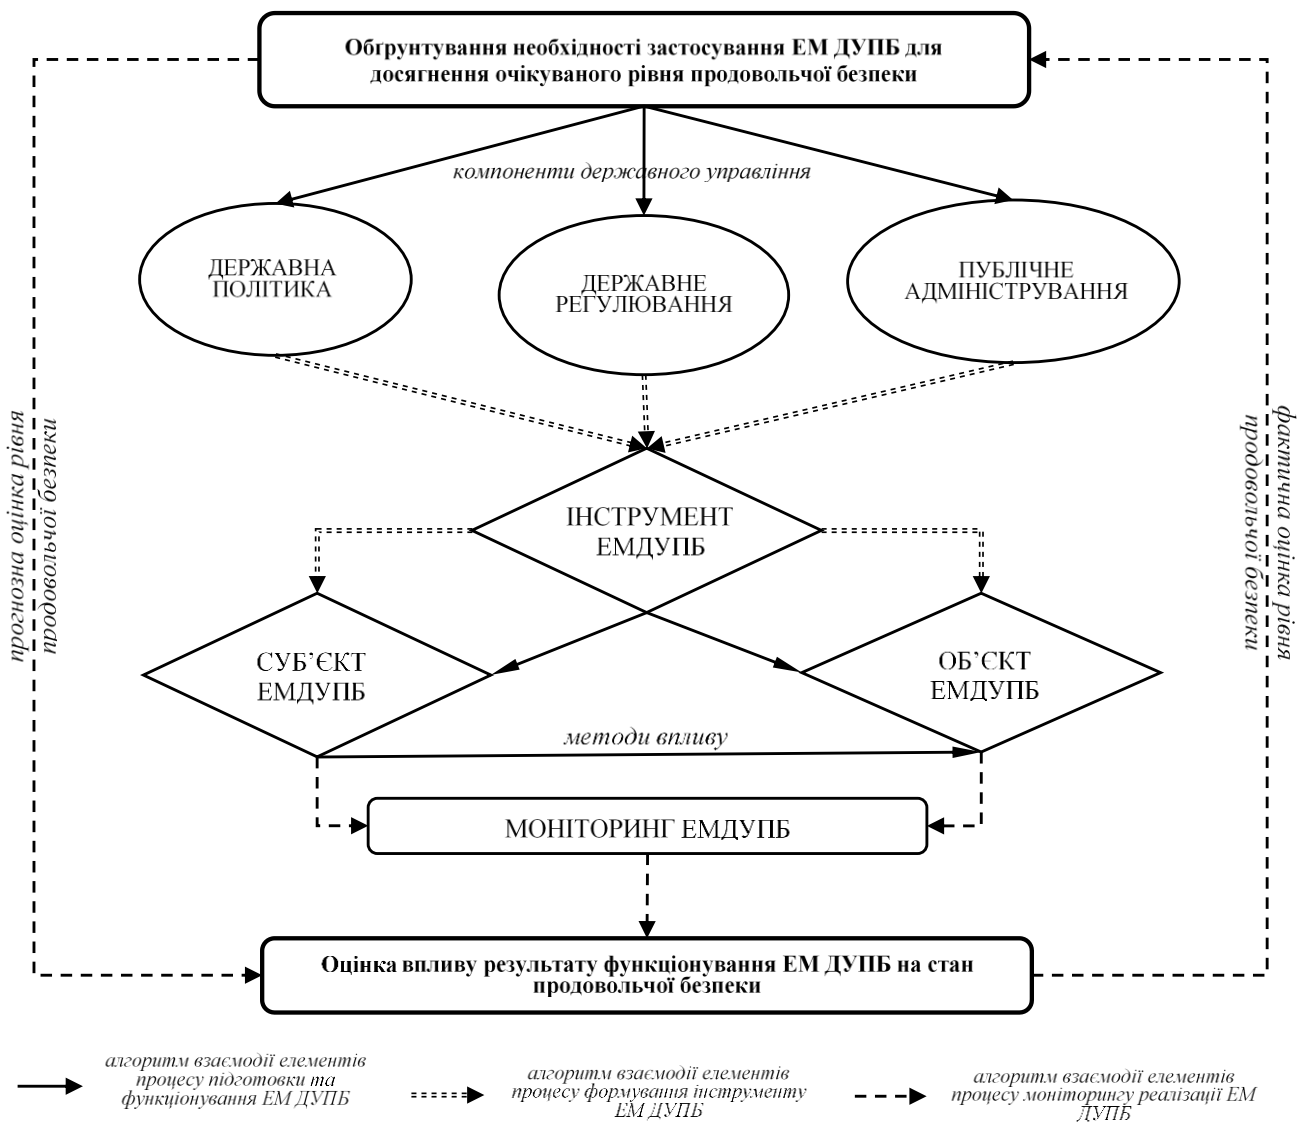 Обґрунтування необхідності застосування ЕМ ДУПБ для
досягнення очікуваного рівня продовольчої безпеки
компоненти державного управління
ДЕРЖАВНА
ПОЛІТИКА
ДЕРЖАВНЕ
РЕГУЛЮВАННЯ
ПУБЛІЧНЕ
АДМІНІСТРУВАННЯ
прогнозна оцінка рівня
продовольчої безпеки
фактична оцінка рівня
продовольчої безпеки
ІНСТРУМЕНТ
ЕМДУПБ
СУБ’ЄКТ
ЕМДУПБ
ОБ’ЄКТ
ЕМДУПБ
методи впливу
МОНІТОРИНГ ЕМДУПБ
Оцінка впливу результату функціонування ЕМ ДУПБ на стан
продовольчої безпеки
алгоритм взаємодії елементів
процесу підготовки та
функціонування ЕМ ДУПБ
алгоритм взаємодії елементів
процесу формування інструменту
ЕМ ДУПБ
алгоритм взаємодії елементів
процесу моніторингу реалізації ЕМ
ДУПБ